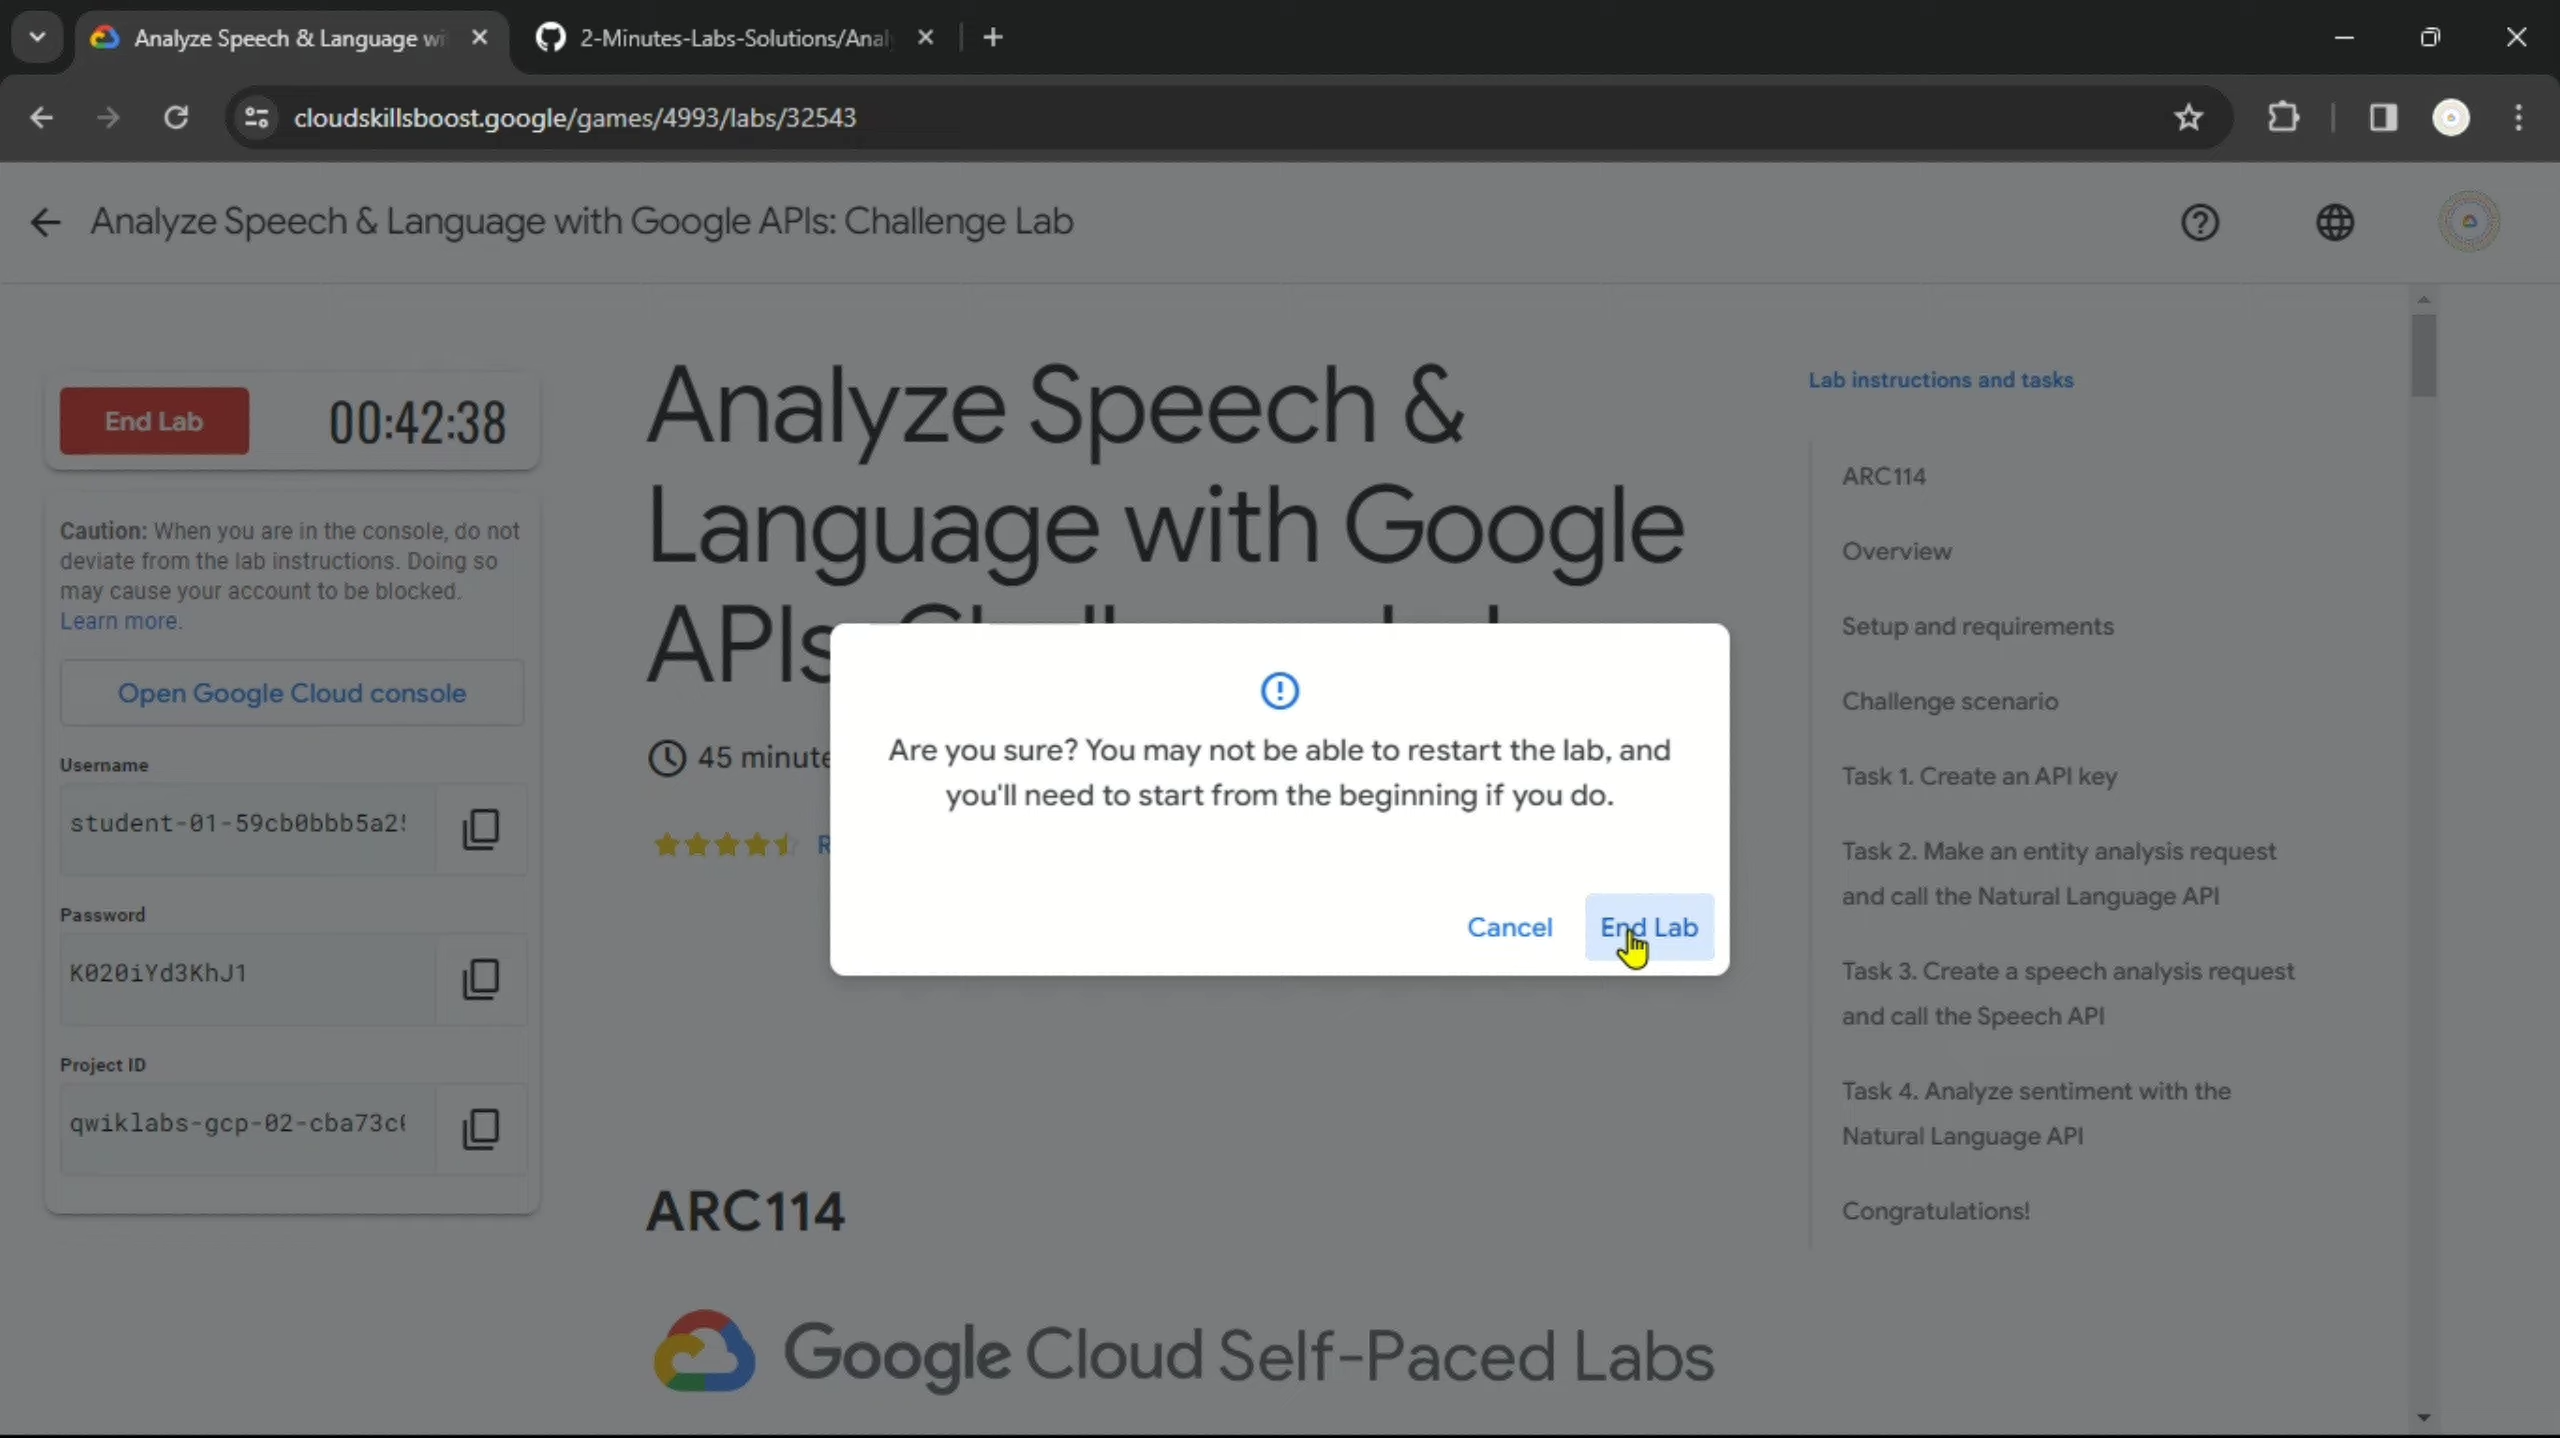 Analyze Speech & Language wi
2-Minutes-Labs-Solutions/Anal
cloudskillsboost.google/games/4993/labs/32543
Analyze Speech & Language with Google APIs: Challenge Lab
End Lab
00:42:38
Caution: When you are in the console, do not
deviate from the lab instructions. Doing so
may cause your account to be blocked.
Learn more.
Open Google Cloud console
Username
student-01-59cb0bbb5a2
Password
K020iYd3KhJ1
Project ID
qwiklabs-gcp-02-cba73c
Analyze Speech &
Language with Google
APIs
45 minute
ARC114
Google Cloud Self-Paced Labs
Are you sure? You may not be able to restart the lab, and
you'll need to start from the beginning if you do.
Cancel
End Lab
Lab instructions and tasks
ARC114
Overview
Setup and requirements
Challenge scenario
Task 1. Create an API key
Task 2. Make an entity analysis request
and call the Natural Language API
Task 3. Create a speech analysis request
and call the Speech API
Task 4. Analyze sentiment with the
Natural Language API
Congratulations!